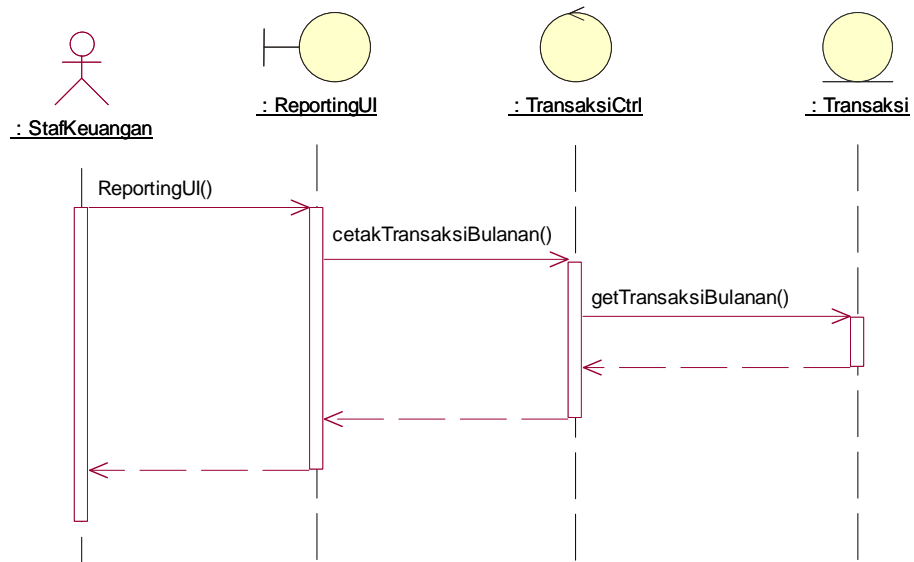 : StafKeuangan
: ReportingUI
: TransaksiCtrl
: Transaksi
ReportingUI()
cetakTransaksiBulanan()
getTransaksiBulanan()